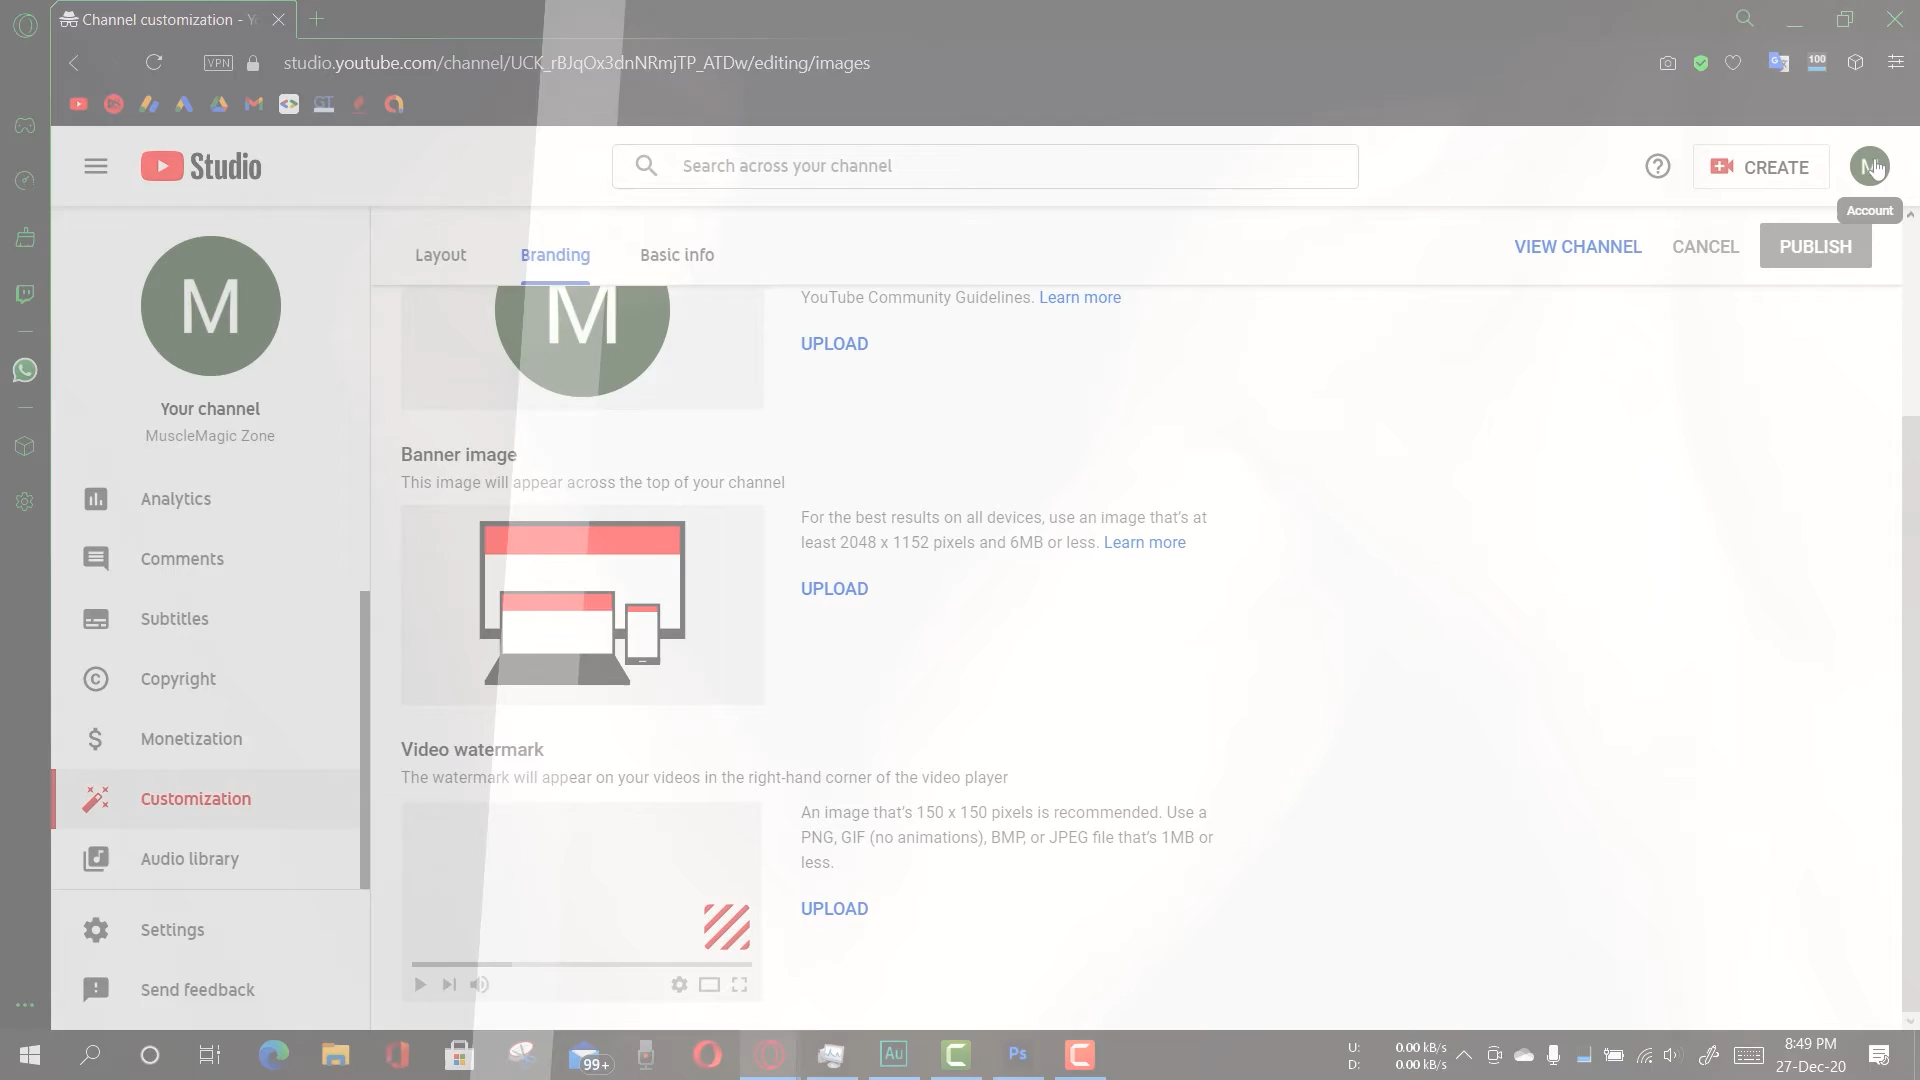 Channel customization - Y
VPN
studio.youtube.com/channel/UCK_rBJqOx3dnNRmjTP_ATDw/editing/images
100
GT
Studio
Search across your channel
CREATE
M
Account
Layout
Branding
Basic info
VIEW CHANNEL
CANCEL
PUBLISH
M
Your channel
MuscleMagic Zone
Analytics
Comments
Subtitles
Copyright
Monetization
Customization
Audio library
Settings
Send feedback
M
YouTube Community Guidelines. Learn more
UPLOAD
Banner image
This image will appear across the top of your channel
For the best results on all devices, use an image that's at
least 2048 x 1152 pixels and 6MB or less. Learn more
UPLOAD
Video watermark
The watermark will appear on your videos in the right-hand corner of the video player
An image that's 150 x 150 pixels is recommended. Use a
PNG, GIF (no animations), BMP, or JPEG file that's 1MB or
less.
UPLOAD
99+
Au
Ps
U: 0.00 kB/s
D: 0.00 kB/s
8:49 PM
27-Dec-20